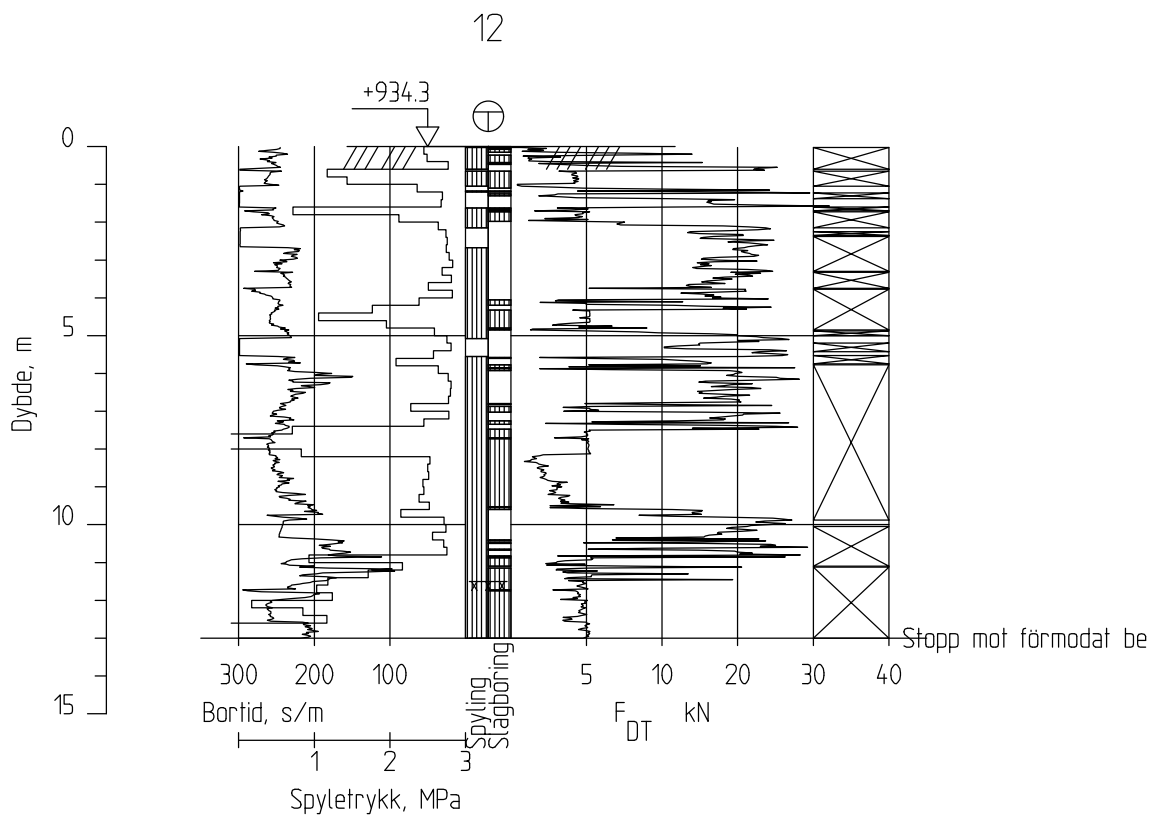 12
+934.3
0
5
10
15
Dybde, m
Stopp mot förmodat be
300 200 100 5 10 20 30 40
Spyling
Slagboring
Bortid, s/m
F DT kN
1 2 3
Spyletrykk, MPa